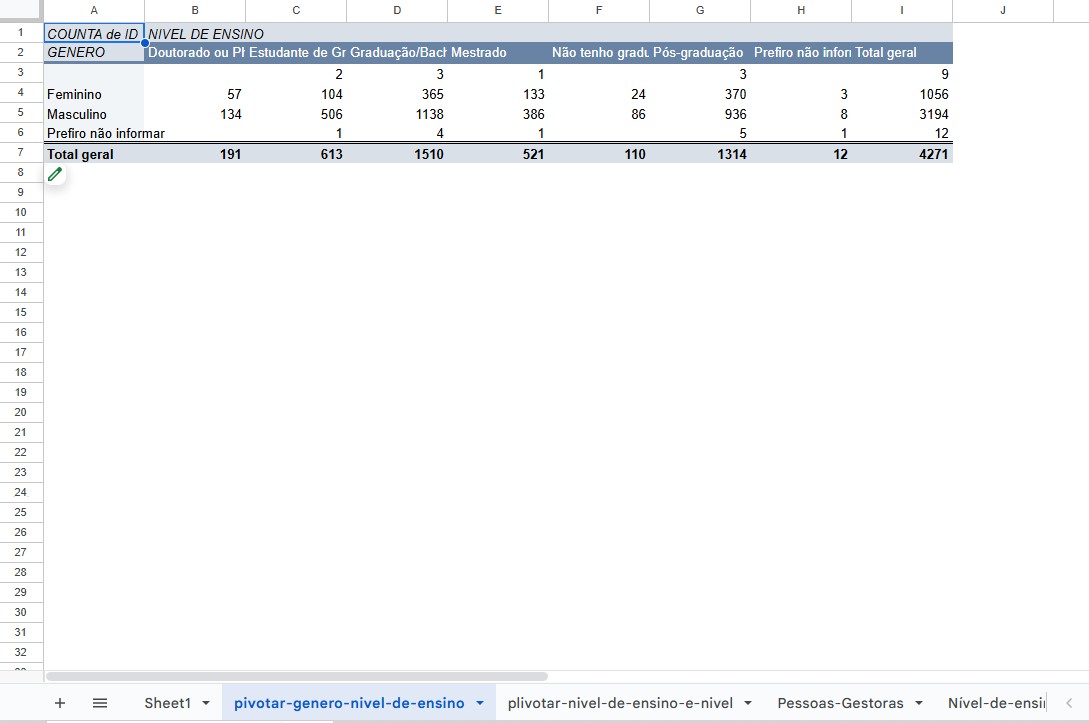 A B C D E F G H I J
1 COUNTA de ID NIVEL DE ENSINO
2 GENERO Doutorado ou Pl Estudante de Gr Graduação/Bacl Mestrado Não tenho gradu Pós-graduação Prefiro não infor Total geral
3 2 3 1 3 9
4 Feminino 57 104 365 133 24 370 3 1056
5 Masculino 134 506 1138 386 86 936 8 3194
6 Prefiro não informar 1 4 1 5 1 12
7 Total geral 191 613 1510 521 110 1314 12 4271
8
9
10
11
12
13
14
15
16
17
18
19
20
21
22
23
24
25
26
27
28
29
30
31
32
Sheet1 pivotar-genero-nivel-de-ensino plivotar-nivel-de-ensino-e-nivel Pessoas-Gestoras Nível-de-ensi